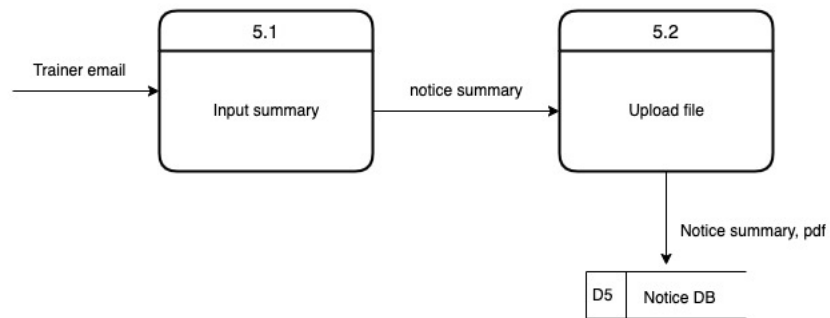 5.1
5.2
Trainer email
Input summary
notice summary
Upload file
Notice summary, pdf
D5
Notice DB